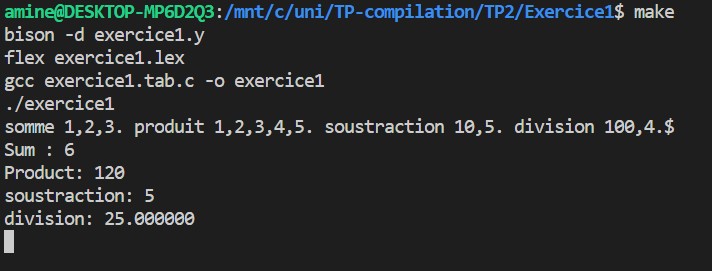 amine@DESKTOP-MP6D2Q3:/mnt/c/uni/TP-compilation/TP2/Exercice1$ make
bison -d exercice1.y
flex exercice1.lex
gcc exercice1.tab.c -o exercice1
./exercice1
somme 1,2,3. produit 1,2,3,4,5. soustraction 10,5. division 100,4.$
Sum : 6
Product: 120
soustraction: 5
division: 25.000000